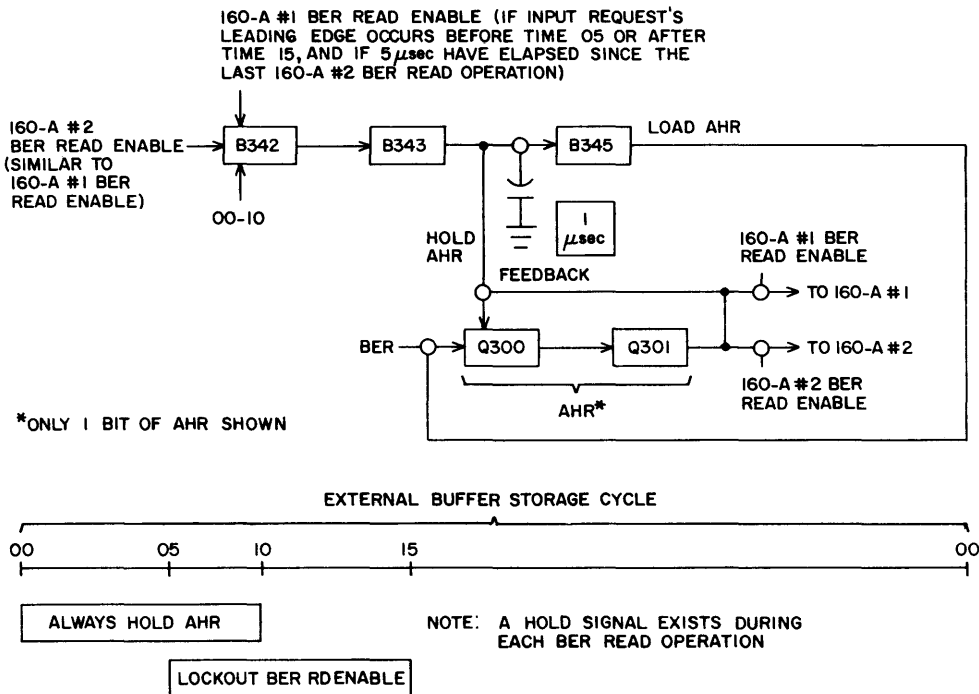 160-A #1 BER READ ENABLE (IF INPUT REQUEST'S
LEADING EDGE OCCURS BEFORE TIME 05 OR AFTER
TIME 15, AND IF 5 μsec HAVE ELAPSED SINCE THE
LAST 160-A #2 BER READ OPERATION)
160-A #2
BER READ ENABLE
(SIMILAR TO
160-A #1 BER
READ ENABLE)
B342
B343
B345
LOAD AHR
00-10
HOLD
AHR
1
μsec
FEEDBACK
160-A #1 BER
READ ENABLE
TO 160-A #1
BER
Q300
Q301
TO 160-A #2
160-A #2 BER
READ ENABLE
AHR*
*ONLY 1 BIT OF AHR SHOWN
EXTERNAL BUFFER STORAGE CYCLE
00 05 10 15 00
ALWAYS HOLD AHR
NOTE: A HOLD SIGNAL EXISTS DURING
EACH BER READ OPERATION
LOCKOUT BER RDENABLE